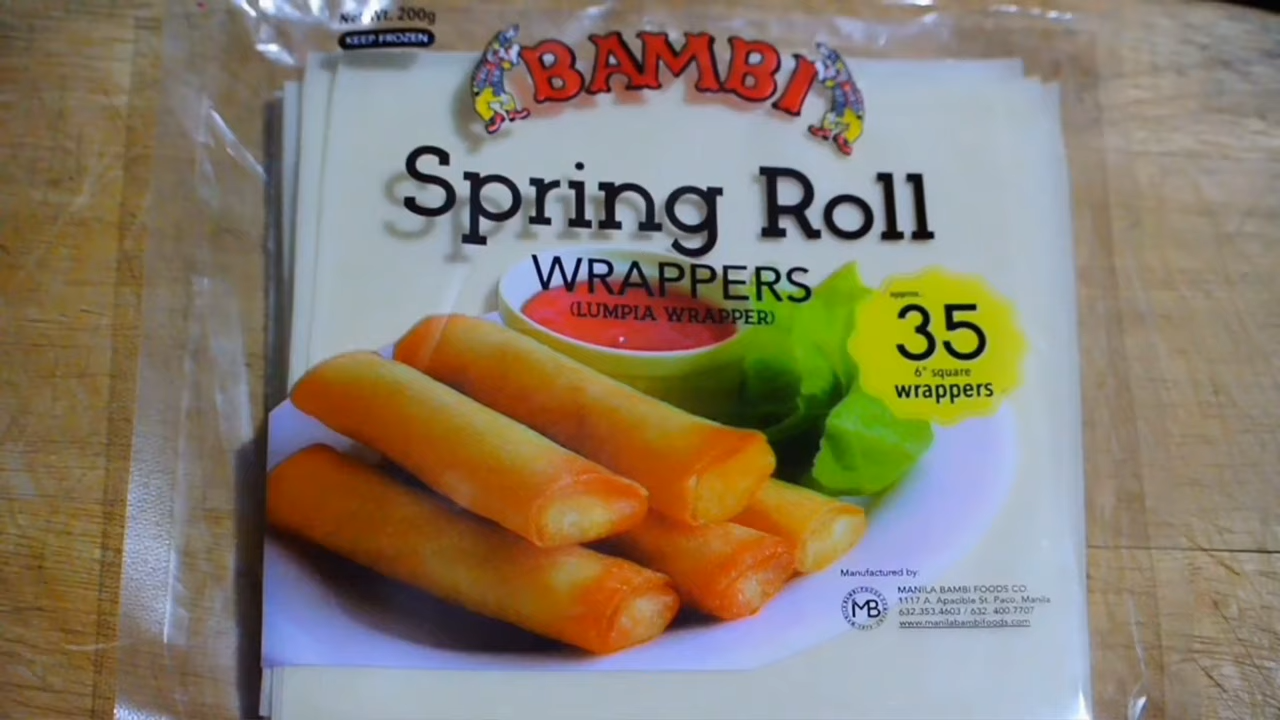 Net Wt. 200g
KEEP FROZEN
BAMBI
Spring Roll
WRAPPERS
(LUMPIA WRAPPER)
approx.
35
6" square
wrappers
Manufactured by:
MANILA BAMBI FOODS CO.
1117 A. Apacible St. Paco, Manila
632.353.4603 / 632. 400.7707
www.manilabambifoods.com
MB